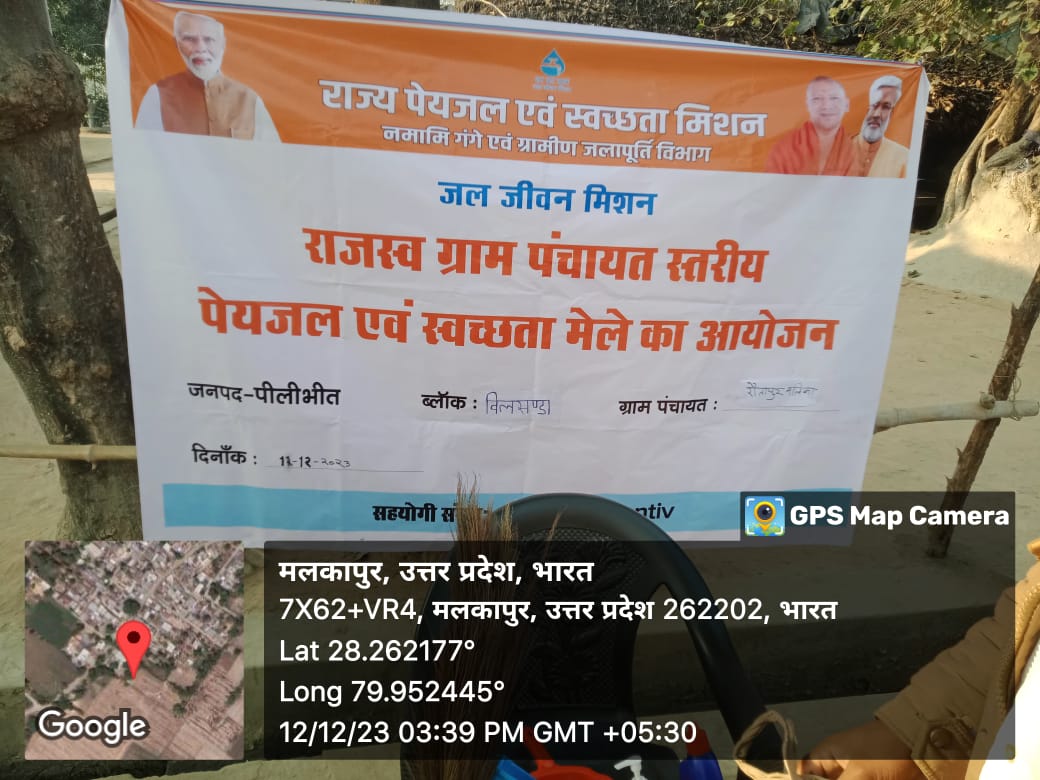 राज्य पेयजल एवं स्वच्छता मिशन
नमामि गंगे एवं ग्रामीण जलापूर्ति विभाग
जल जीवन मिशन
राजस्व ग्राम पंचायत स्तरीय
पेयजल एवं स्वच्छता मेले का आयोजन
जनपद-पीलीभीत ब्लॉक : विलसण्डा ग्राम पंचायत :
दिनाँक : 12-12-2023
सहयोगी
GPS Map Camera
मलकापुर, उत्तर प्रदेश, भारत
7X62+VR4, मलकापुर, उत्तर प्रदेश 262202, भारत
Lat 28.262177°
Long 79.952445°
12/12/23 03:39 PM GMT +05:30
Google